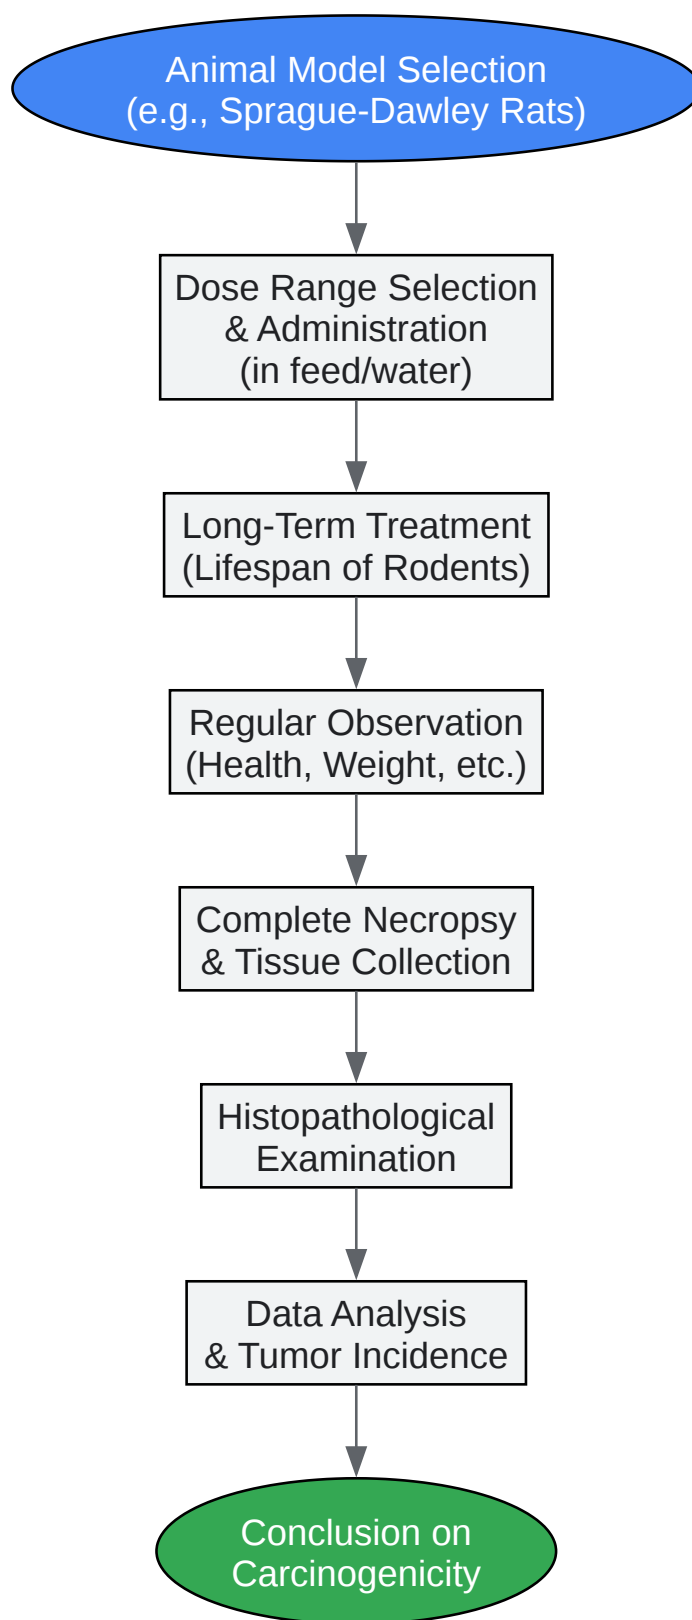 Animal Model Selection
(e.g., Sprague-Dawley Rats)
Dose Range Selection
& Administration
(in feed/water)
Long-Term Treatment
(Lifespan of Rodents)
Regular Observation
(Health, Weight, etc.)
Complete Necropsy
& Tissue Collection
Histopathological
Examination
Data Analysis
& Tumor Incidence
Conclusion on
Carcinogenicity